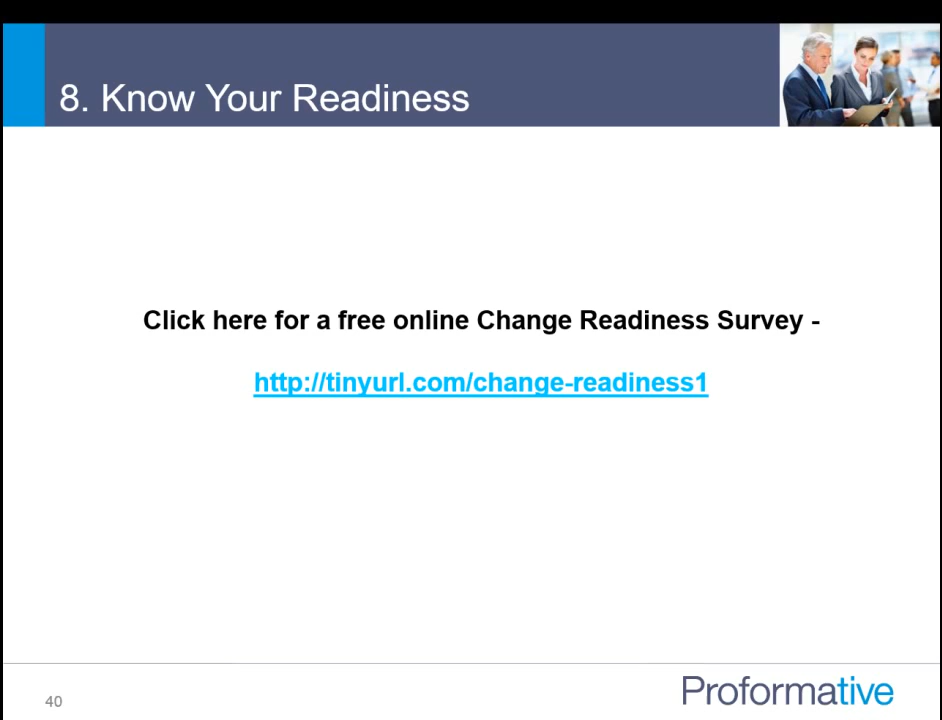 8. Know Your Readiness
Click here for a free online Change Readiness Survey -
http://tinyurl.com/change-readiness1
40
Proformative